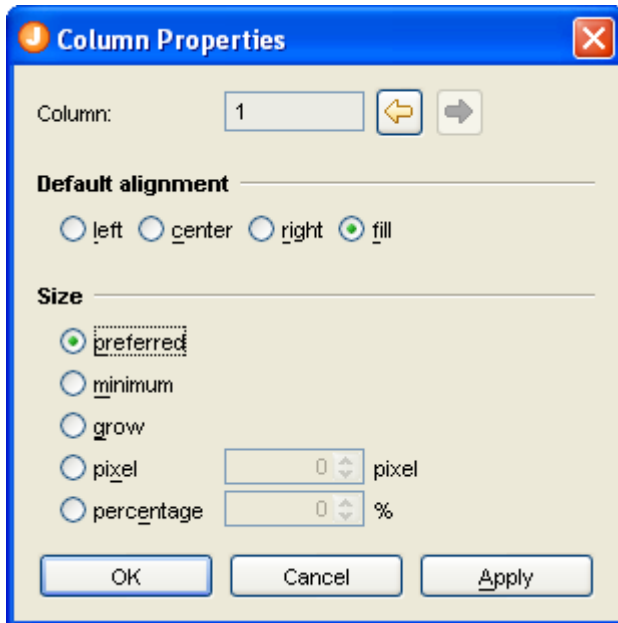 J Column Properties
Column: 1
Default alignment
left center right fill
Size
preferred
minimum
grow
pixel 0 pixel
percentage 0 %
OK Cancel Apply